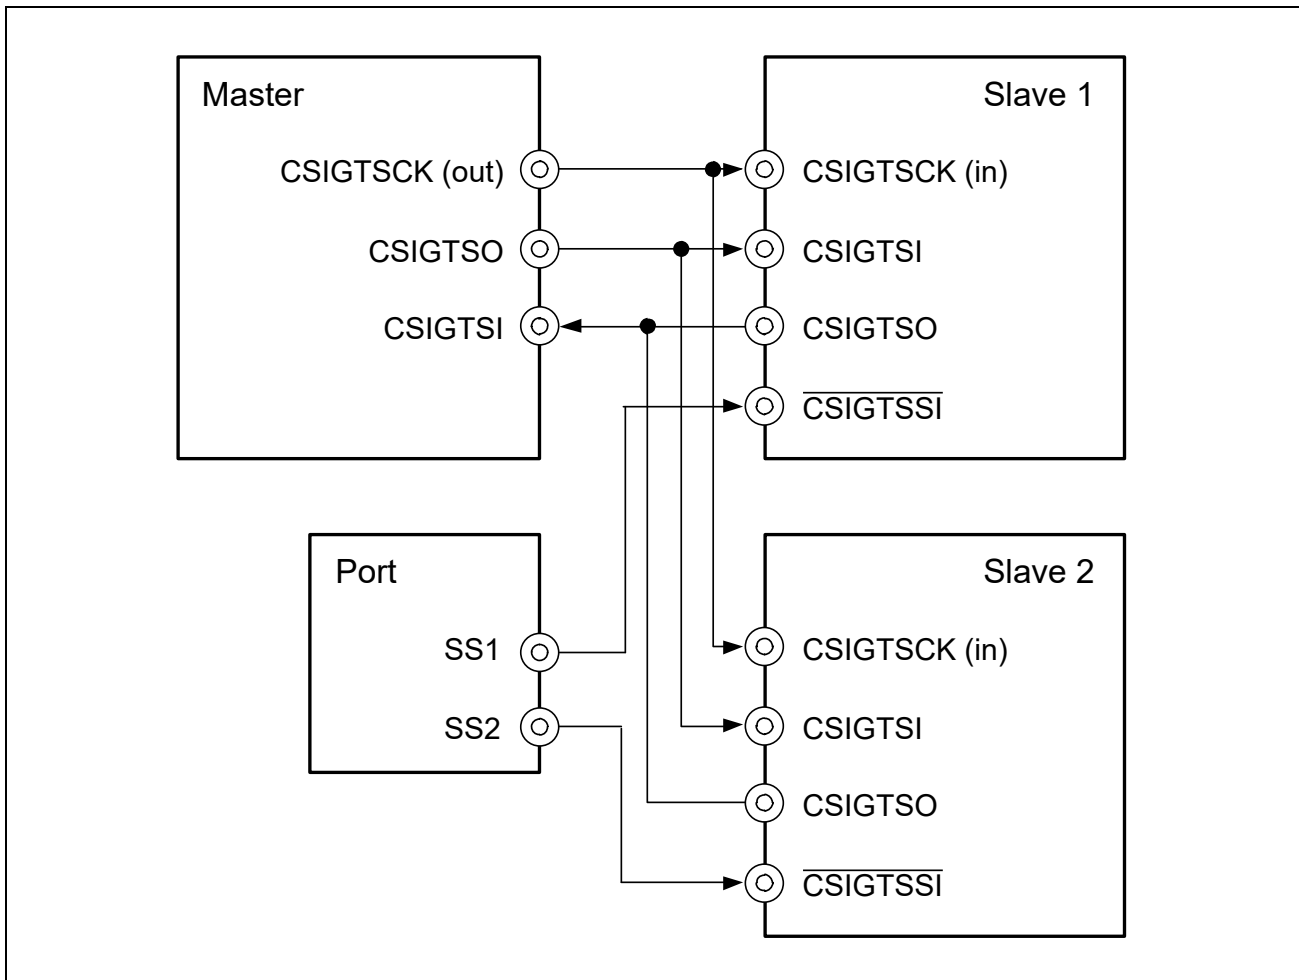 Master
CSIGTSCK (out)
CSIGTSO
CSIGTSI
Slave 1
CSIGTSCK (in)
CSIGTSI
CSIGTSO
CSIGTSSI
Port
SS1
SS2
Slave 2
CSIGTSCK (in)
CSIGTSI
CSIGTSO
CSIGTSSI